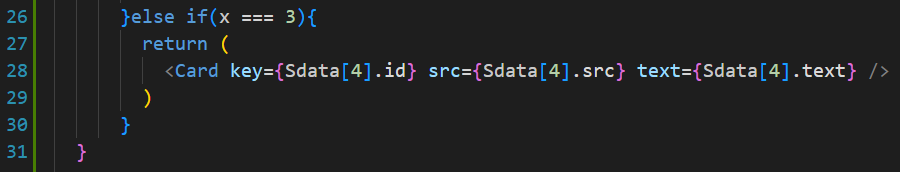 26 }else if(x === 3){
27 return (
28 <Card key={Sdata[4].id} src={Sdata[4].src} text={Sdata[4].text} />
29 )
30 }
31 }